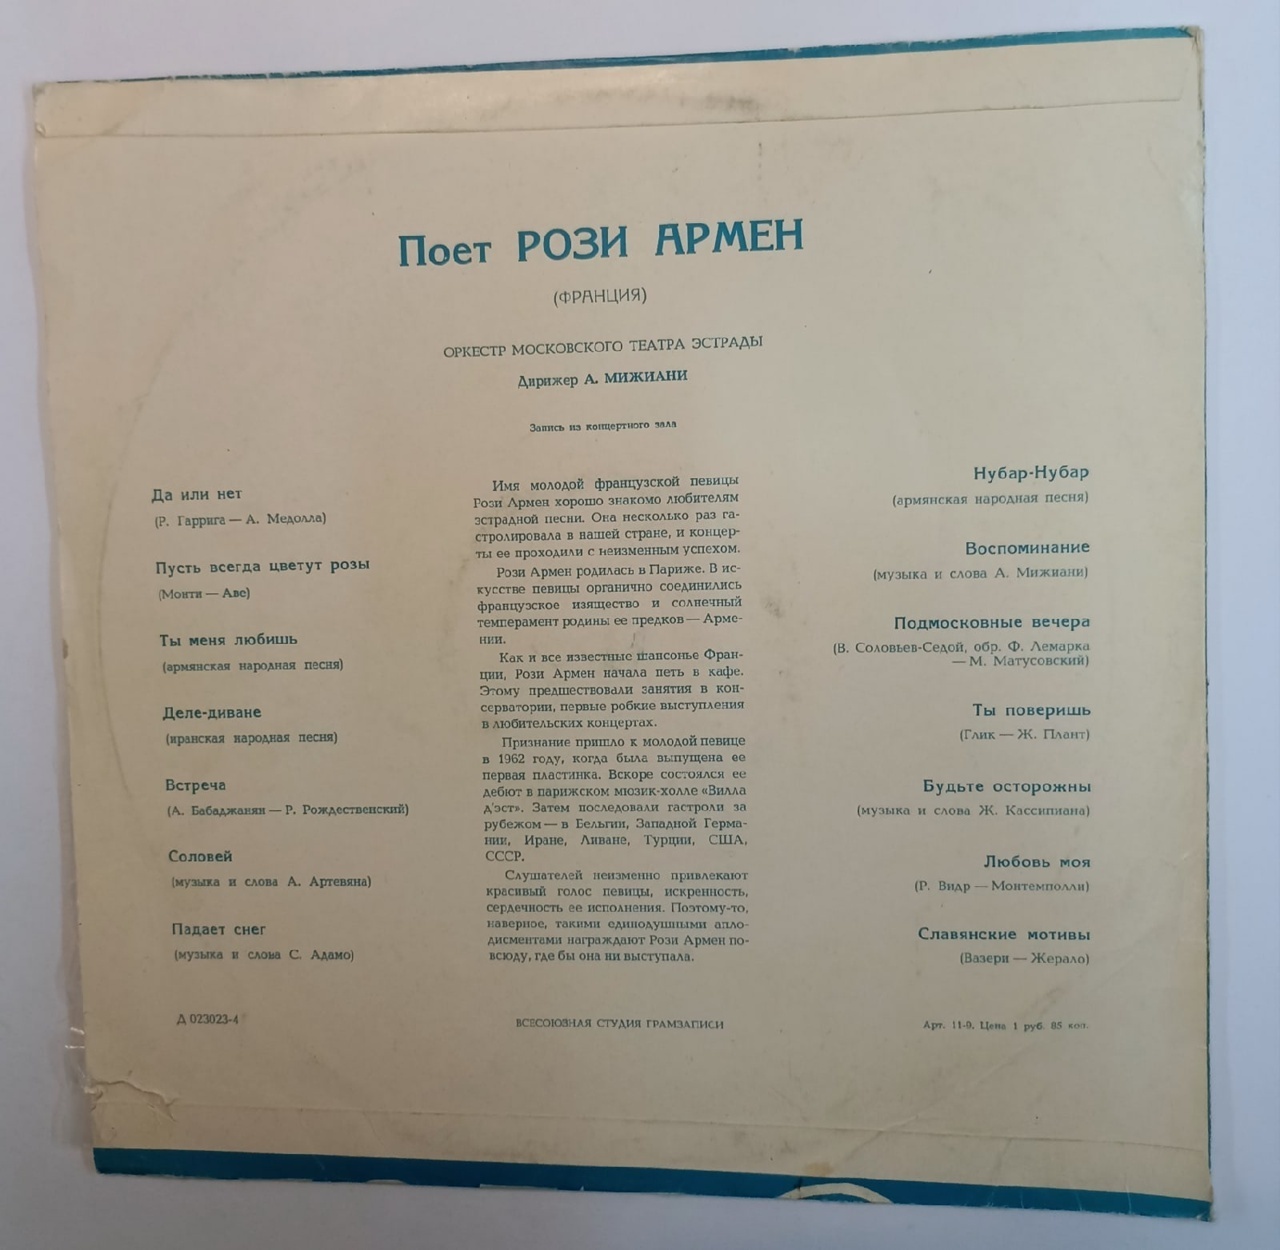 Поет РОЗИ АРМЕН
(ФРАНЦИЯ)
ОРКЕСТР МОСКОВСКОГО ТЕАТРА ЭСТРАДЫ
Дирижер А. МИЖИАНИ
Запись из концертного зала
Да или нет
(Р. Гаррига — А. Медолла)
Пусть всегда цветут розы
(Монти — Аве)
Ты меня любишь
(армянская народная песня)
Деле-диване
(иранская народная песня)
Встреча
(А. Бабаджанян — Р. Рождественский)
Соловей
(музыка и слова А. Артевяна)
Падает снег
(музыка и слова С. Адамо)
Имя молодой французской певицы
Рози Армен хорошо знакомо любителям
эстрадной песни. Она несколько раз га-
стролировала в нашей стране, и концер-
ты ее проходили с неизменным успехом.
Рози Армен родилась в Париже. В ис-
кусстве певицы органично соединились
французское изящество и солнечный
темперамент родины ее предков — Арме-
нии.
Как и все известные шансонье Фран-
ции, Рози Армен начала петь в кафе.
Этому предшествовали занятия в кон-
серватории, первые робкие выступления
в любительских концертах.
Признание пришло к молодой певице
в 1962 году, когда была выпущена ее
первая пластинка. Вскоре состоялся ее
дебют в парижском мюзик-холле «Вилла
д'эст». Затем последовали гастроли за
рубежом — в Бельгии, Западной Герма-
нии, Иране, Ливане, Турции, США,
СССР.
Слушателей неизменно привлекают
красивый голос певицы, искренность,
сердечность ее исполнения. Поэтому-то,
наверное, такими единодушными апло-
дисментами награждают Рози Армен по-
всюду, где бы она ни выступала.
Нубар-Нубар
(армянская народная песня)
Воспоминание
(музыка и слова А. Мижиани)
Подмосковные вечера
(В. Соловьев-Седой, обр. Ф. Лемарка
— М. Матусовский)
Ты поверишь
(Глик — Ж. Плант)
Будьте осторожны
(музыка и слова Ж. Кассипиана)
Любовь моя
(Р. Видр — Монтемполли)
Славянские мотивы
(Вазери — Жерало)
Д 023023-4
ВСЕСОЮЗНАЯ СТУДИЯ ГРАМЗАПИСИ
Арт. 11-9. Цена 1 руб. 85 коп.